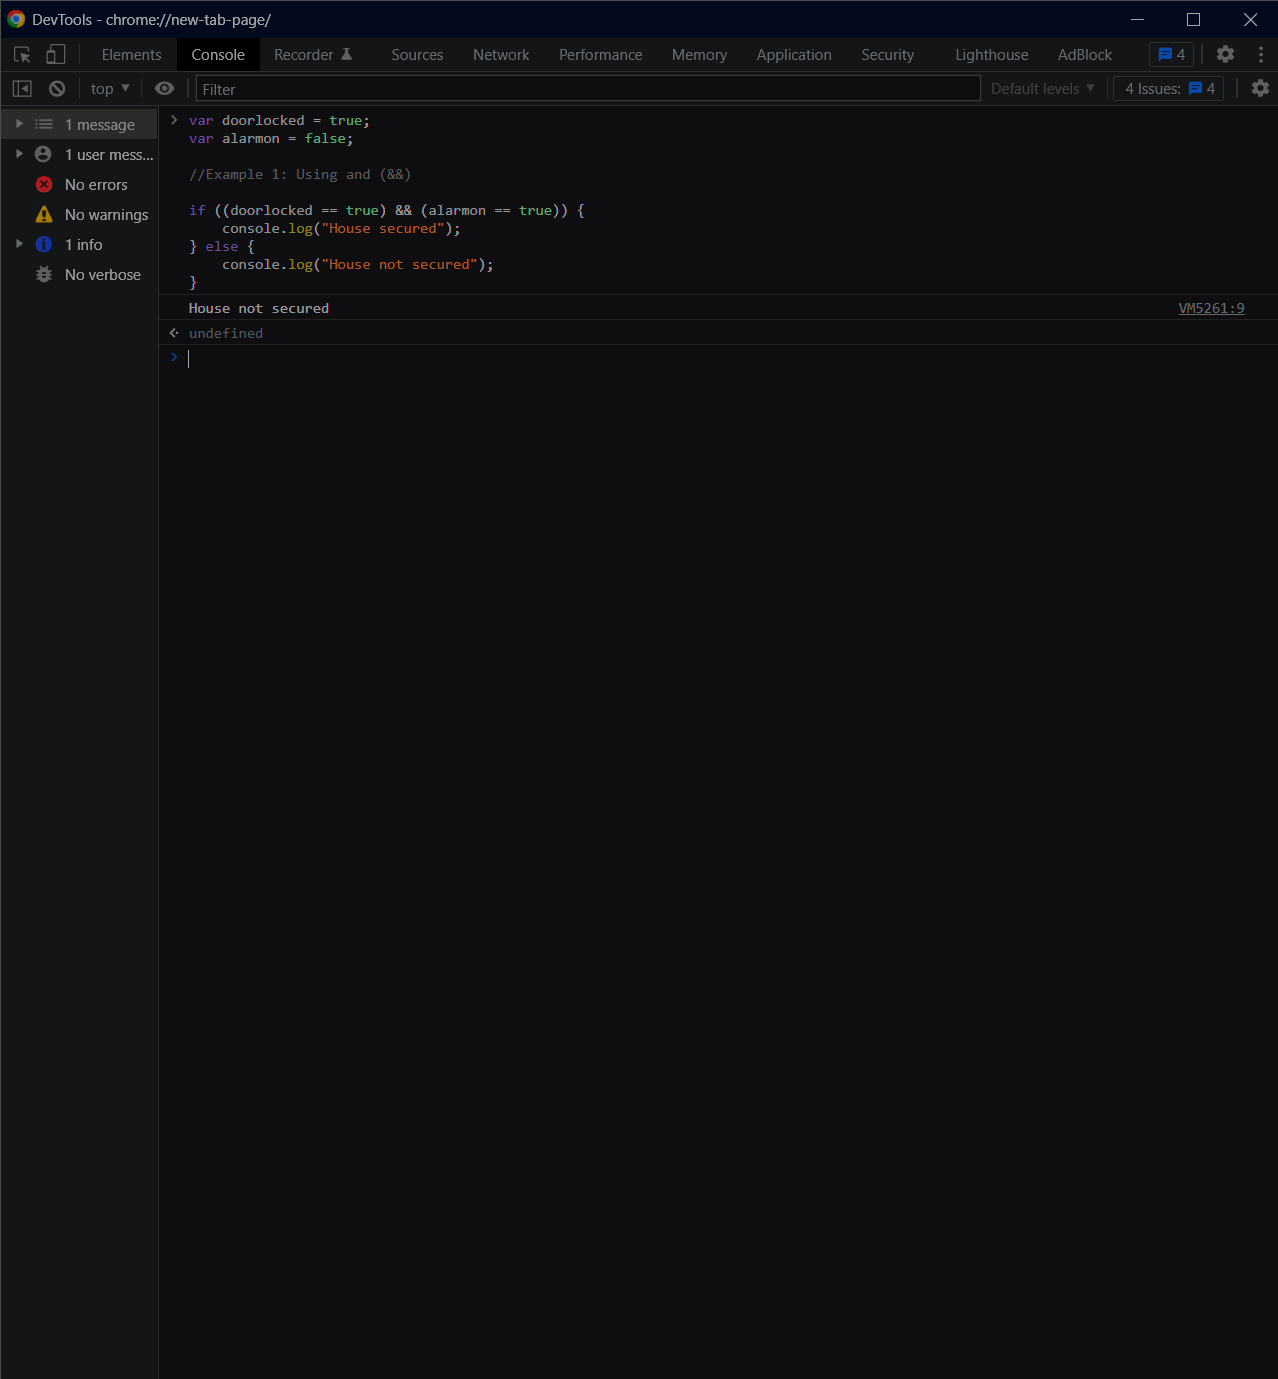 DevTools - chrome://new-tab-page/
Elements Console Recorder Sources Network Performance Memory Application Security Lighthouse AdBlock 4
top Filter Default levels 4 Issues: 4
1 message
1 user mess...
No errors
No warnings
1 info
No verbose
var doorlocked = true;
var alarmon = false;
//Example 1: Using and (&&)
if ((doorlocked == true) && (alarmon == true)) {
    console.log("House secured");
} else {
    console.log("House not secured");
}
House not secured VM5261:9
undefined